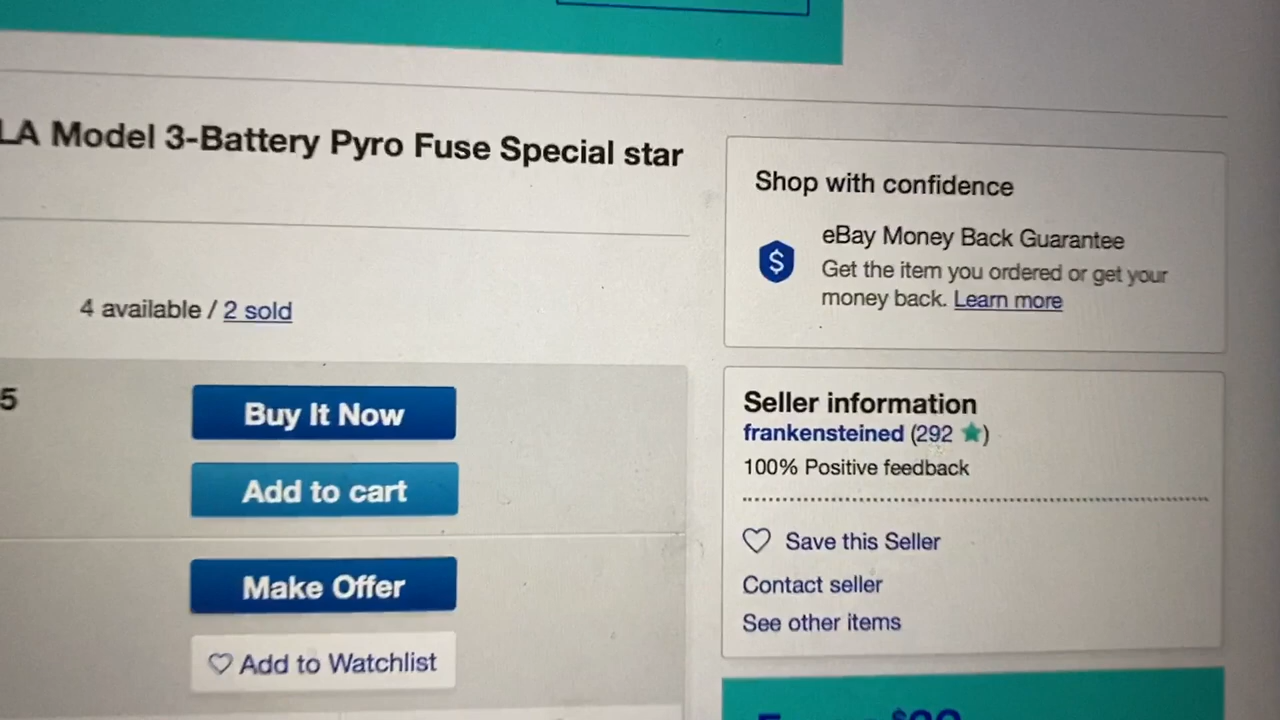 LA Model 3-Battery Pyro Fuse Special star
4 available / 2 sold
5
Buy It Now
Add to cart
Make Offer
Add to Watchlist
Shop with confidence
eBay Money Back Guarantee
Get the item you ordered or get your
money back. Learn more
Seller information
frankensteined (292 ★)
100% Positive feedback
Save this Seller
Contact seller
See other items